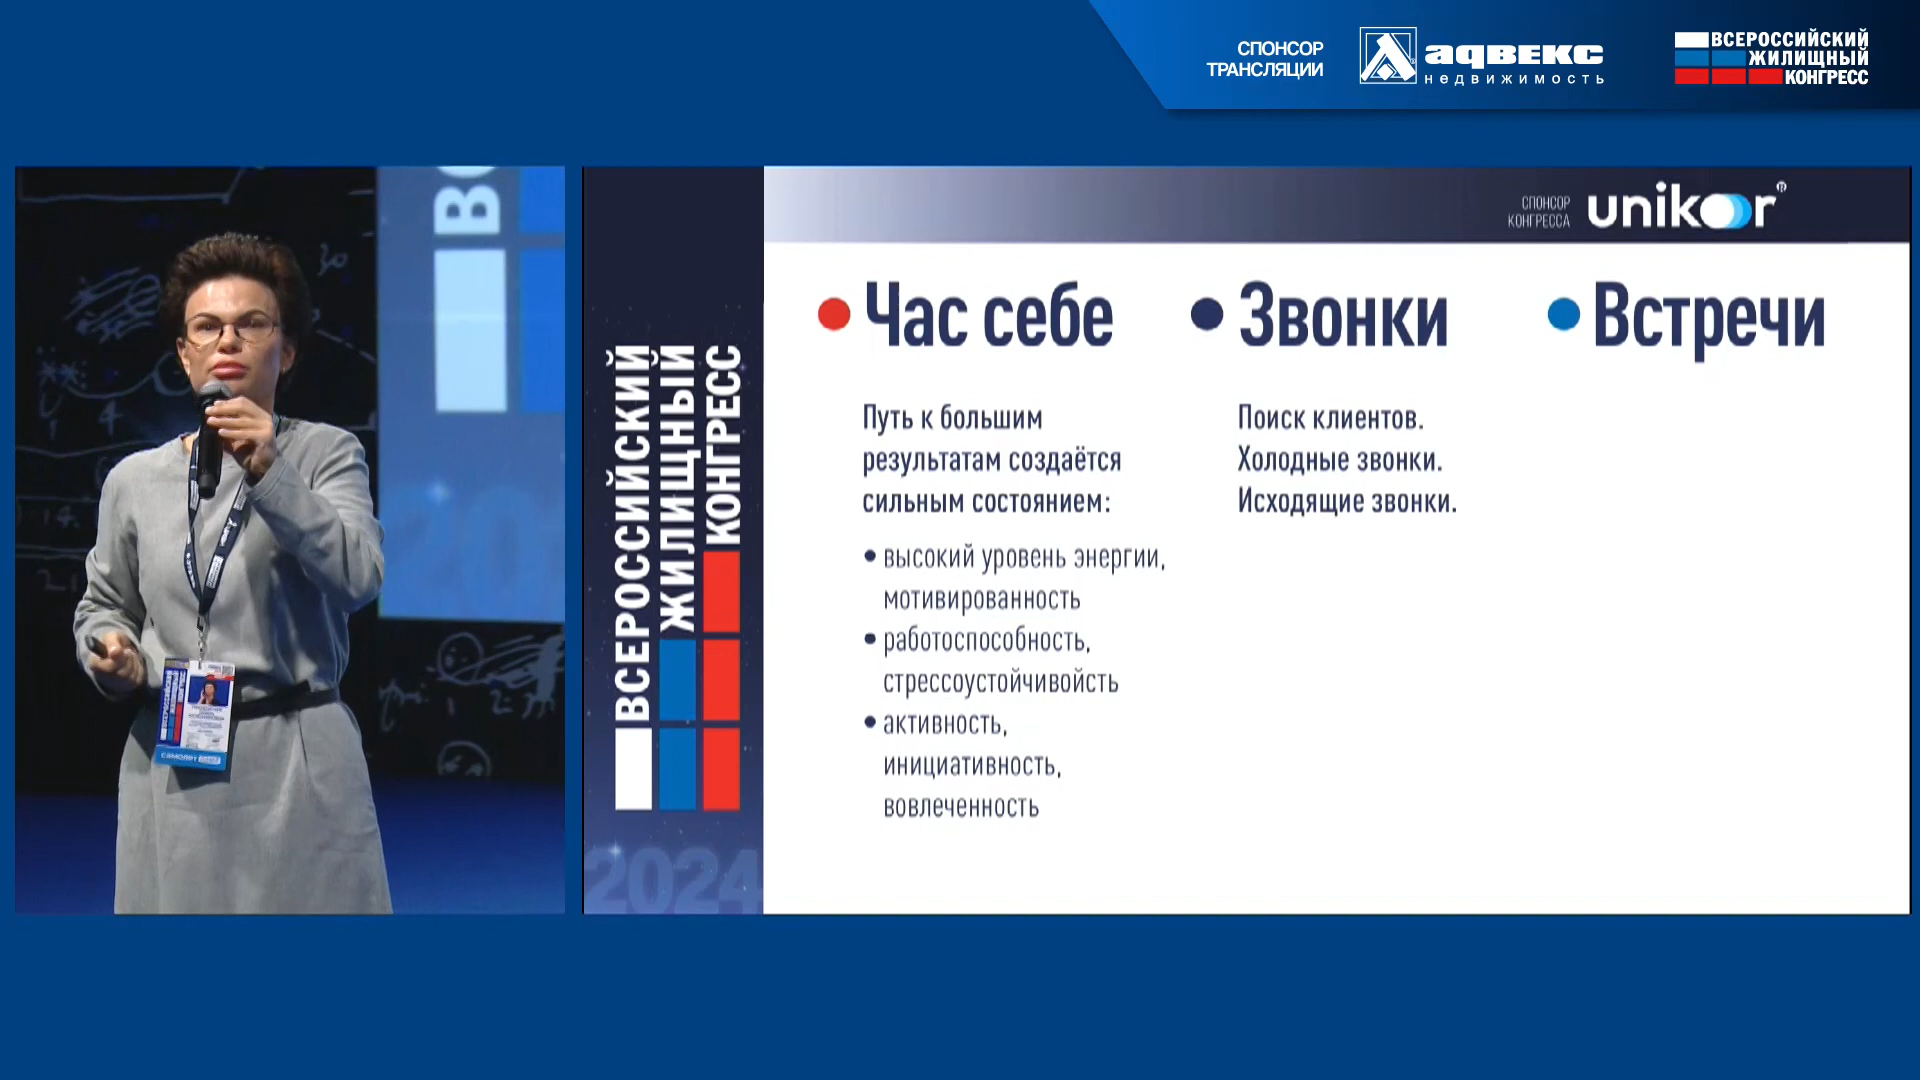 СПОНСОР
ТРАНСЛЯЦИИ
адвекс
недвижимость
ВСЕРОССИЙСКИЙ
ЖИЛИЩНЫЙ
КОНГРЕСС
СПОНСОР
КОНГРЕССА
unikor®
ВСЕРОССИЙСКИЙ
ЖИЛИЩНЫЙ
КОНГРЕСС
2024
Час себе
Путь к большим
результатам создаётся
сильным состоянием:
• высокий уровень энергии,
мотивированность
• работоспособность,
стрессоустойчивойсть
• активность,
инициативность,
вовлеченность
Звонки
Поиск клиентов.
Холодные звонки.
Исходящие звонки.
Встречи
самолет